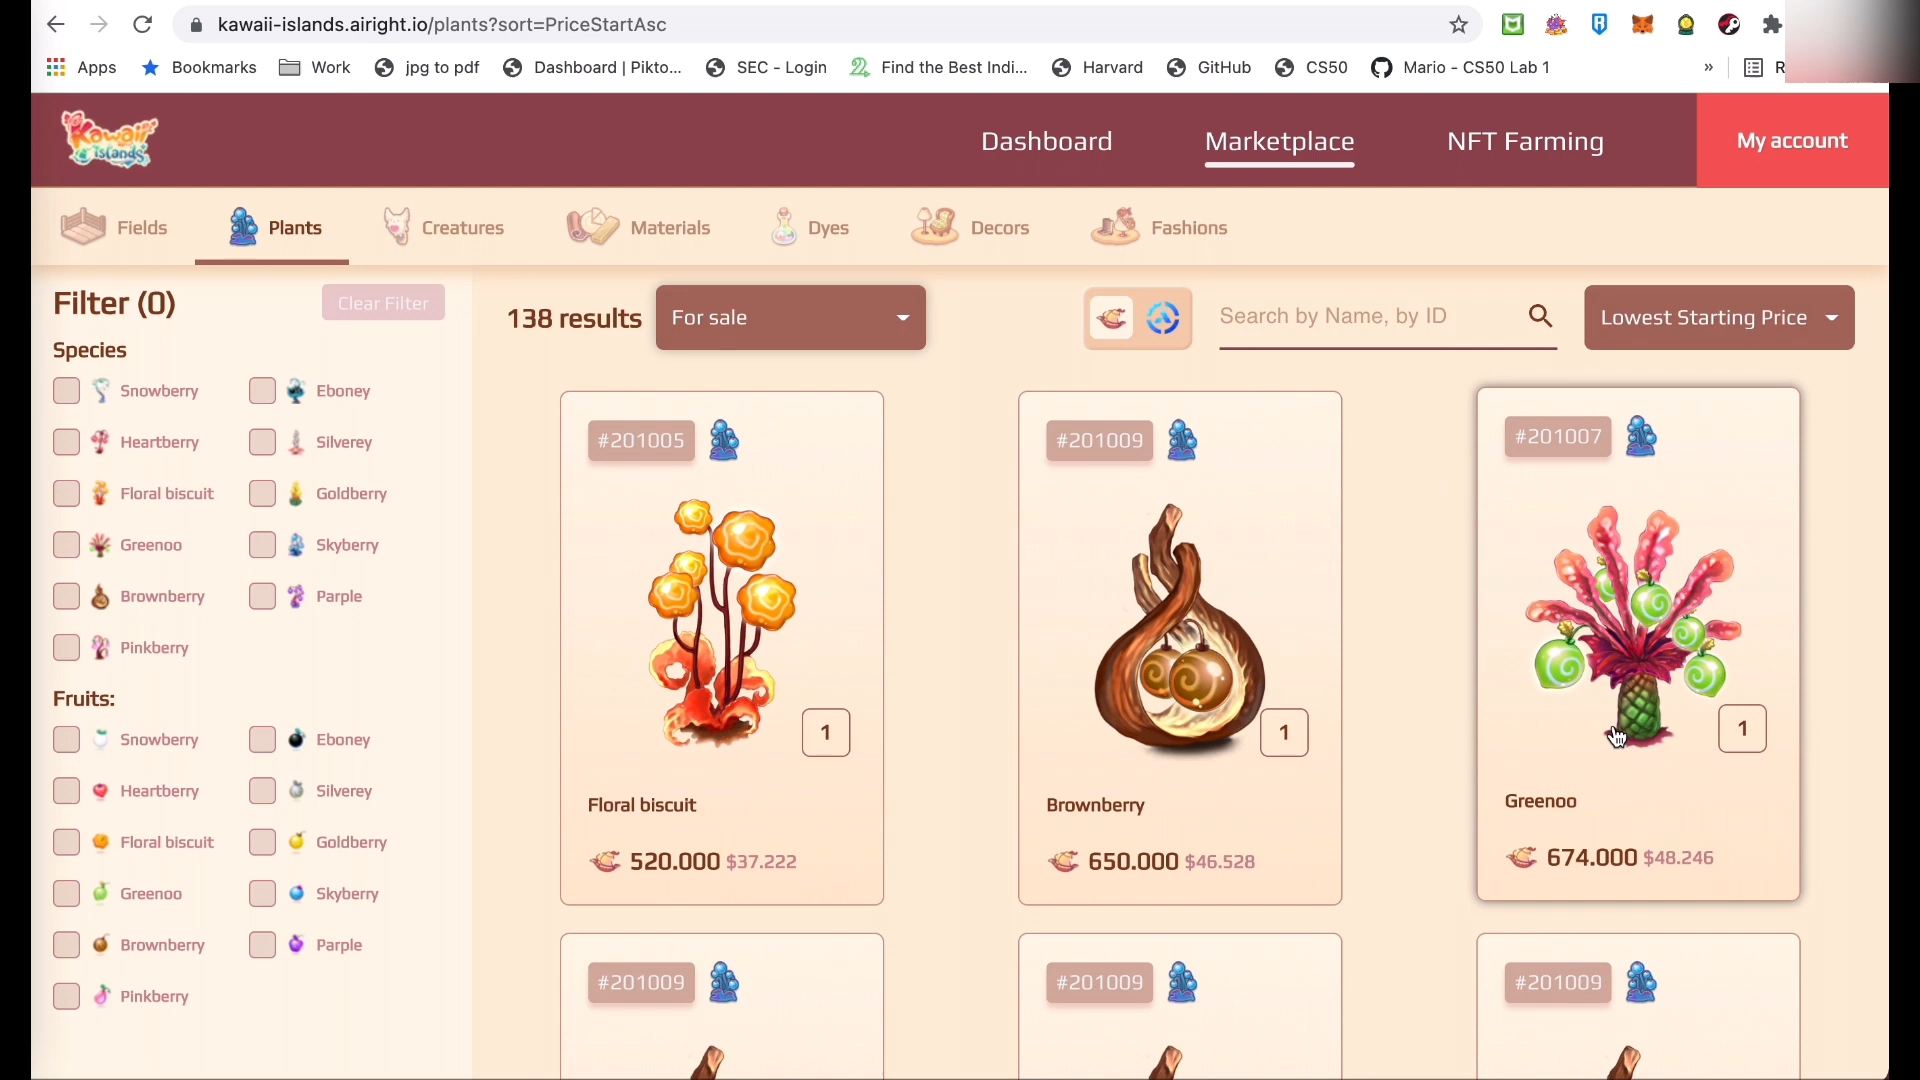 kawaii-islands.airight.io/plants?sort=PriceStartAsc
Apps Bookmarks Work jpg to pdf Dashboard | Pikto... SEC - Login Find the Best Indi... Harvard GitHub CS50 Mario - CS50 Lab 1 » R
Kawaii
islands
Dashboard Marketplace NFT Farming My account
Fields Plants Creatures Materials Dyes Decors Fashions
Filter (0) Clear Filter
Species
Snowberry Eboney
Heartberry Silverey
Floral biscuit Goldberry
Greenoo Skyberry
Brownberry Parple
Pinkberry
Fruits:
Snowberry Eboney
Heartberry Silverey
Floral biscuit Goldberry
Greenoo Skyberry
Brownberry Parple
Pinkberry
138 results For sale Search by Name, by ID Lowest Starting Price
#201005
1
Floral biscuit
520.000 $37.222
#201009
1
Brownberry
650.000 $46.528
#201007
1
Greenoo
674.000 $48.246
#201009
#201009
#201009